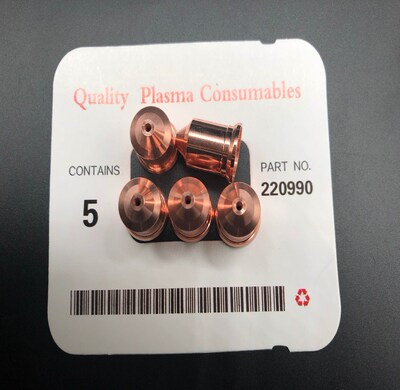 Quality Plasma Consumables
CONTAINS
5
PART NO.
220990